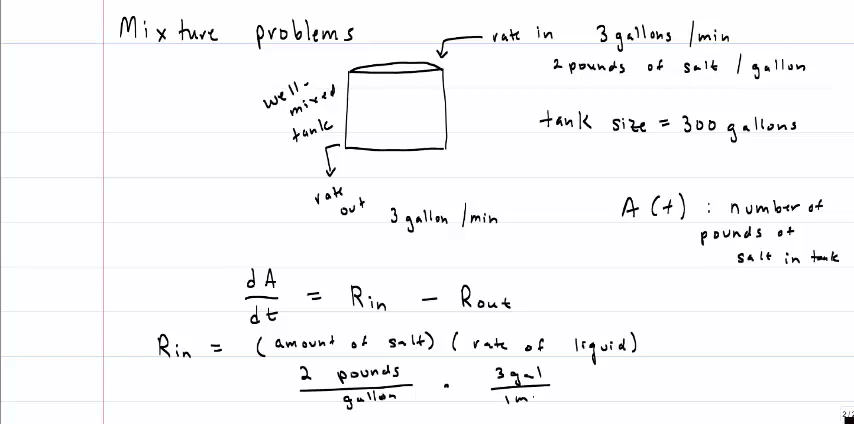 Mixture problems
rate in 3 gallons / min
2 pounds of salt / gallon
well-
mixed
tank
tank size = 300 gallons
rate
out
3 gallon / min
A(t) : number of
pounds of
salt in tank
dA
dt
= Rin - Rout
Rin = (amount of salt) (rate of liquid)
2 pounds
gallon
·
3 gal
1 m